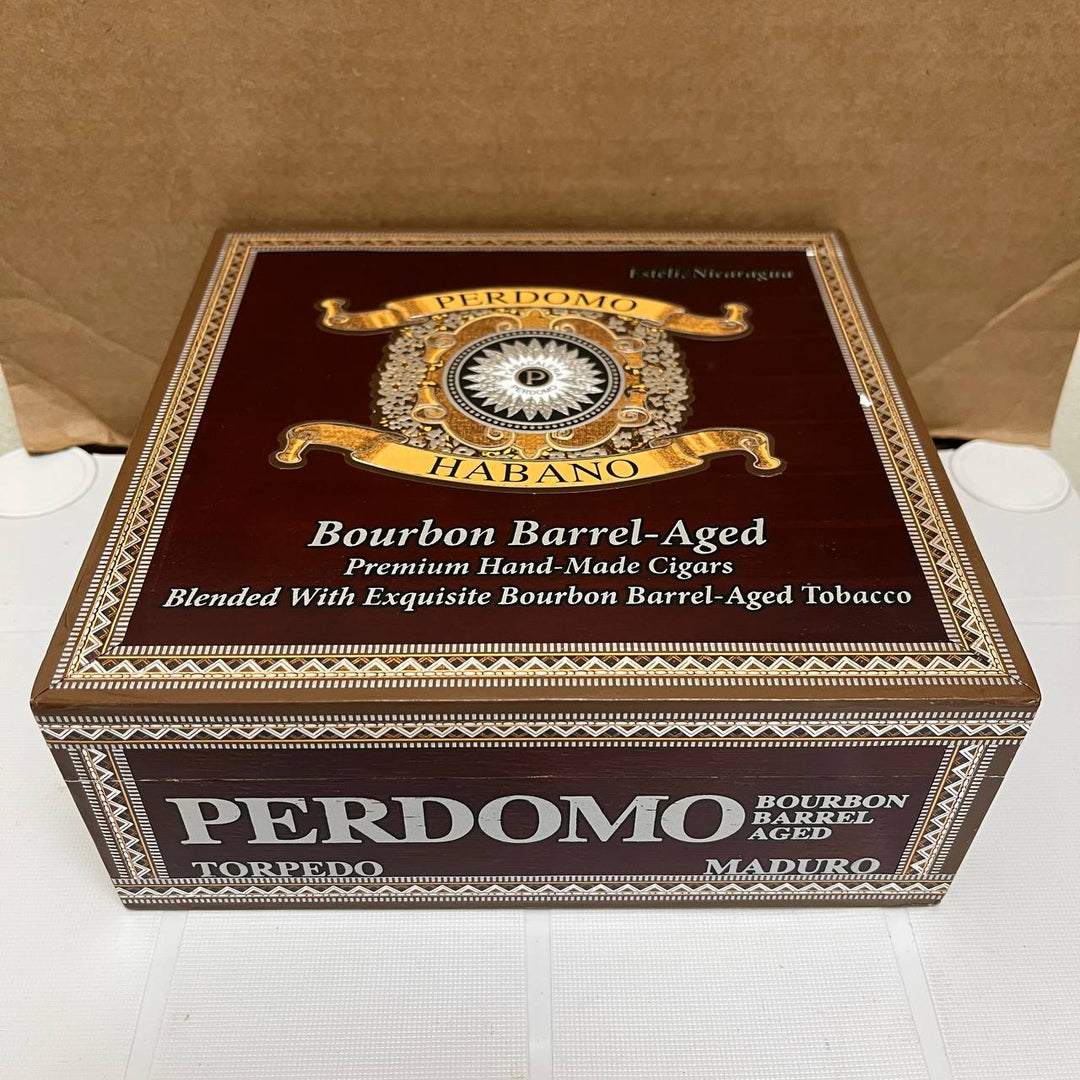 Estelí, Nicaragua
PERDOMO
P
PERDOMO
HABANO
Bourbon Barrel-Aged
Premium Hand-Made Cigars
Blended With Exquisite Bourbon Barrel-Aged Tobacco
PERDOMO
BOURBON
BARREL
AGED
TORPEDO
MADURO